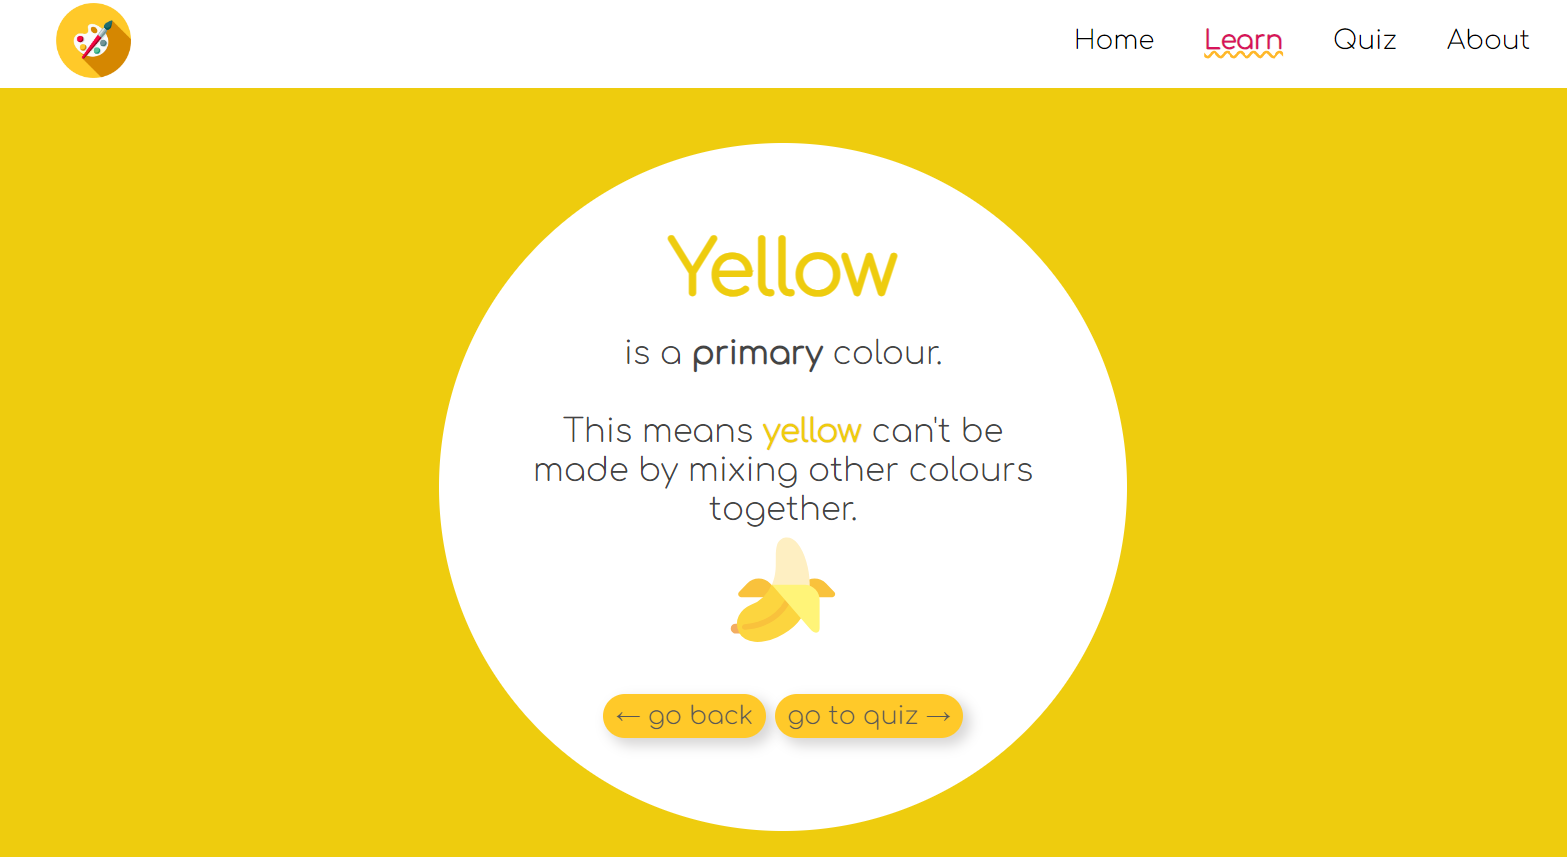 Home Learn Quiz About
Yellow
is a primary colour.
This means yellow can't be
made by mixing other colours
together.
← go back go to quiz →